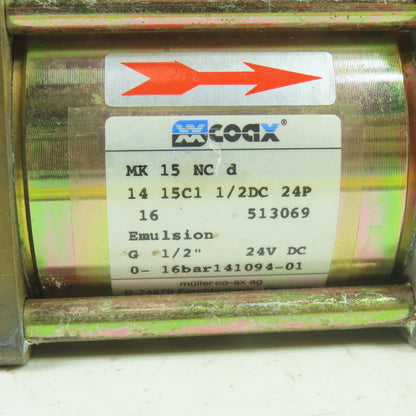 coax®
MK 15 NC d
14 15C1 1/2DC 24P
16 513069
Emulsion
G 1/2" 24V DC
0- 16bar141094-01
müller co-ax ag